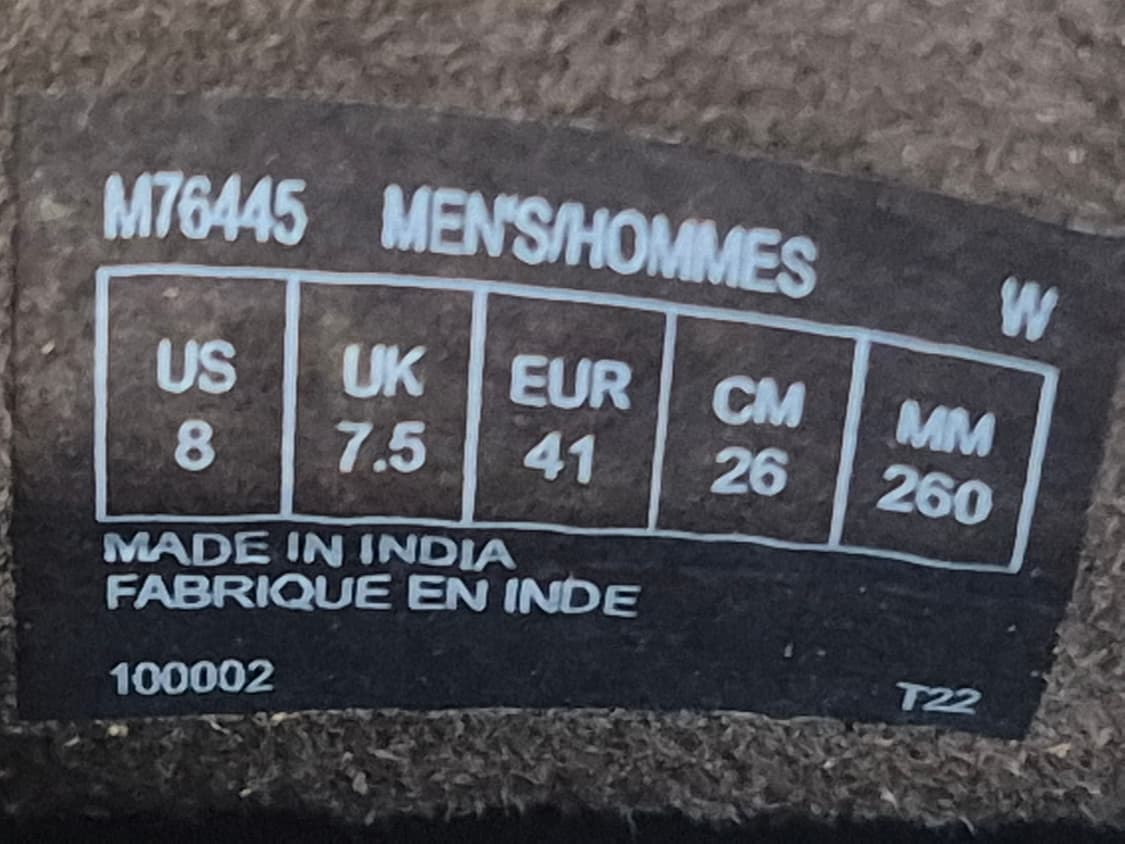 M76445 MEN'S/HOMMES W
US UK EUR CM MM
8 7.5 41 26 260
MADE IN INDIA
FABRIQUE EN INDE
100002 T22